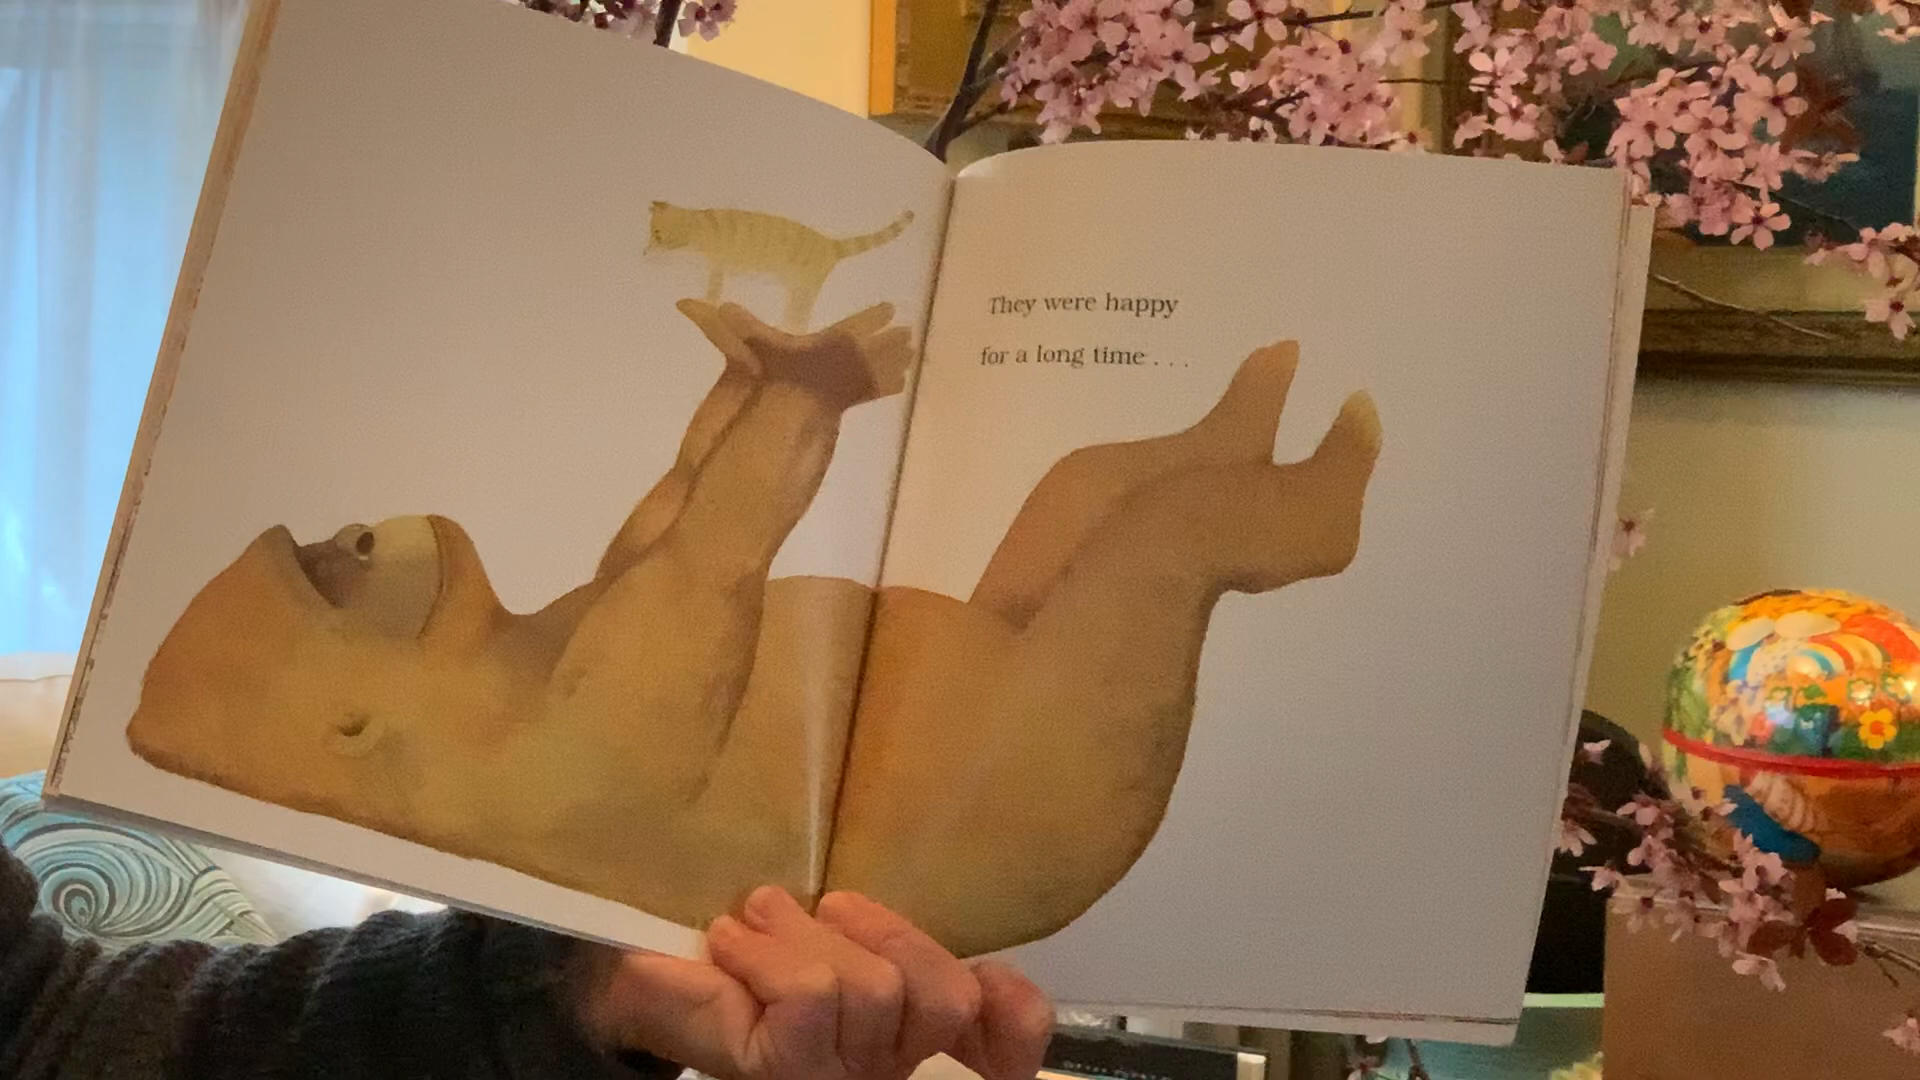 They were happy
for a long time . . .